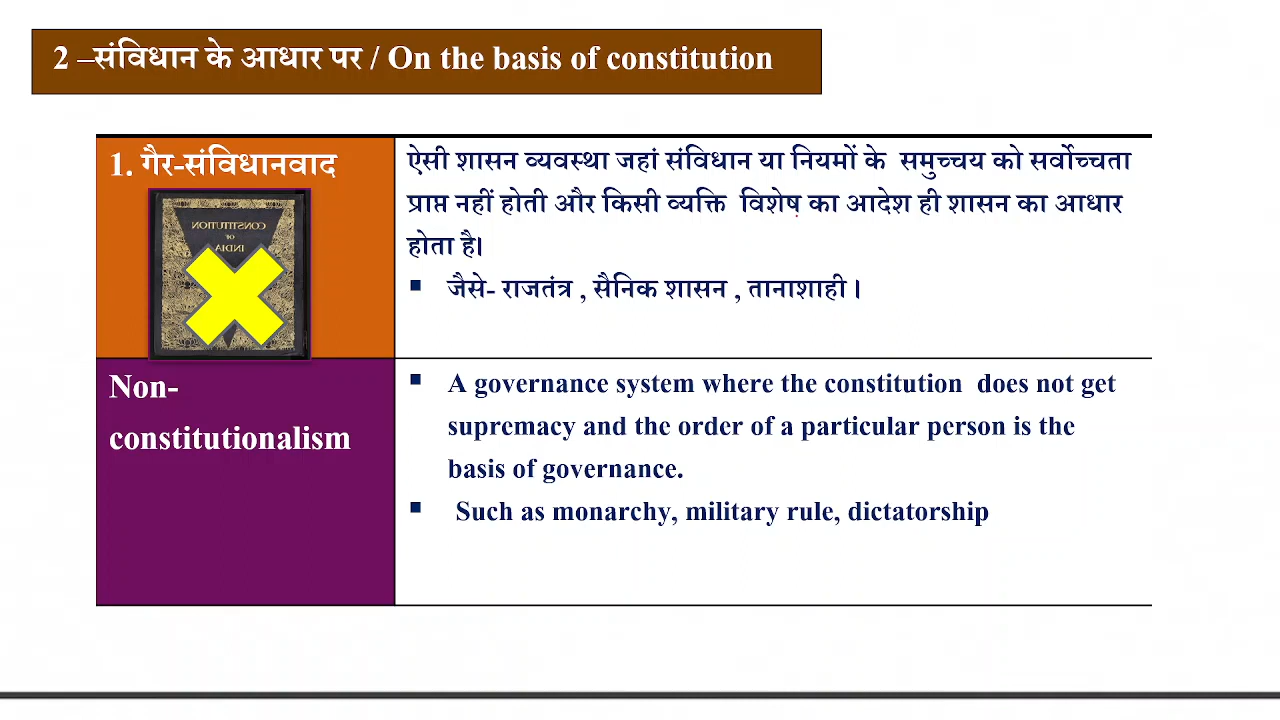 2 –संविधान के आधार पर / On the basis of constitution
1. गैर-संविधानवाद
CONSTITUTION
OF
INDIA
ऐसी शासन व्यवस्था जहां संविधान या नियमों के समुच्चय को सर्वोच्चता
प्राप्त नहीं होती और किसी व्यक्ति विशेष का आदेश ही शासन का आधार
होता है।
▪ जैसे- राजतंत्र , सैनिक शासन , तानाशाही ।
Non-
constitutionalism
▪ A governance system where the constitution does not get
supremacy and the order of a particular person is the
basis of governance.
▪ Such as monarchy, military rule, dictatorship